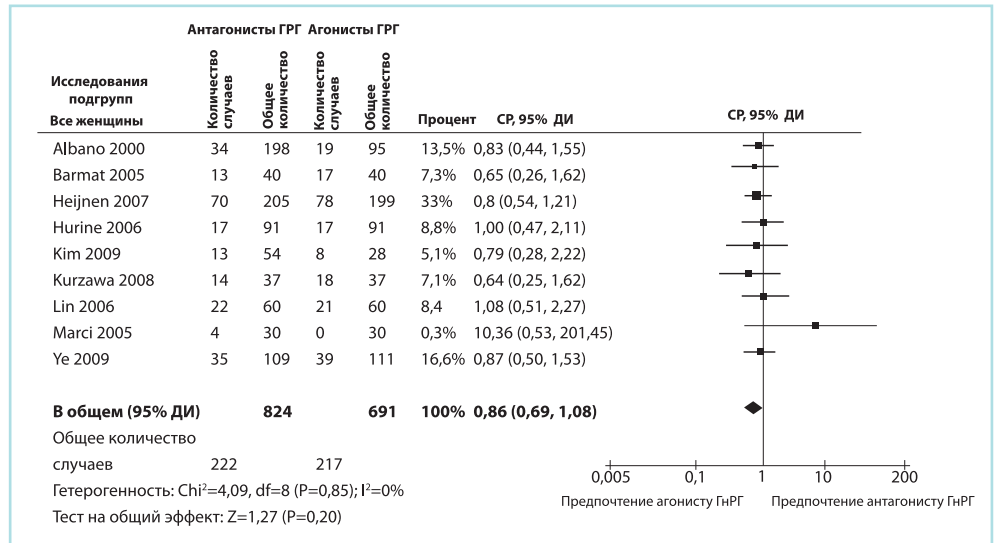 Антагонисты ГРГ Агонисты ГРГ
Исследования подгрупп
Все женщины
Количество случаев
Общее количество
Количество случаев
Общее количество
Процент СР, 95% ДИ
СР, 95% ДИ
Albano 2000 34 198 19 95 13,5% 0,83 (0,44, 1,55)
Barmat 2005 13 40 17 40 7,3% 0,65 (0,26, 1,62)
Heijnen 2007 70 205 78 199 33% 0,8 (0,54, 1,21)
Hurine 2006 17 91 17 91 8,8% 1,00 (0,47, 2,11)
Kim 2009 13 54 8 28 5,1% 0,79 (0,28, 2,22)
Kurzawa 2008 14 37 18 37 7,1% 0,64 (0,25, 1,62)
Lin 2006 22 60 21 60 8,4 1,08 (0,51, 2,27)
Marci 2005 4 30 0 30 0,3% 10,36 (0,53, 201,45)
Ye 2009 35 109 39 111 16,6% 0,87 (0,50, 1,53)
В общем (95% ДИ) 824 691 100% 0,86 (0,69, 1,08)
Общее количество
случаев 222 217
Гетерогенность: Chi²=4,09, df=8 (P=0,85); I²=0%
Тест на общий эффект: Z=1,27 (P=0,20)
0,005 0,1 1 10 200
Предпочтение агонисту ГнРГ Предпочтение антагонисту ГнРГ